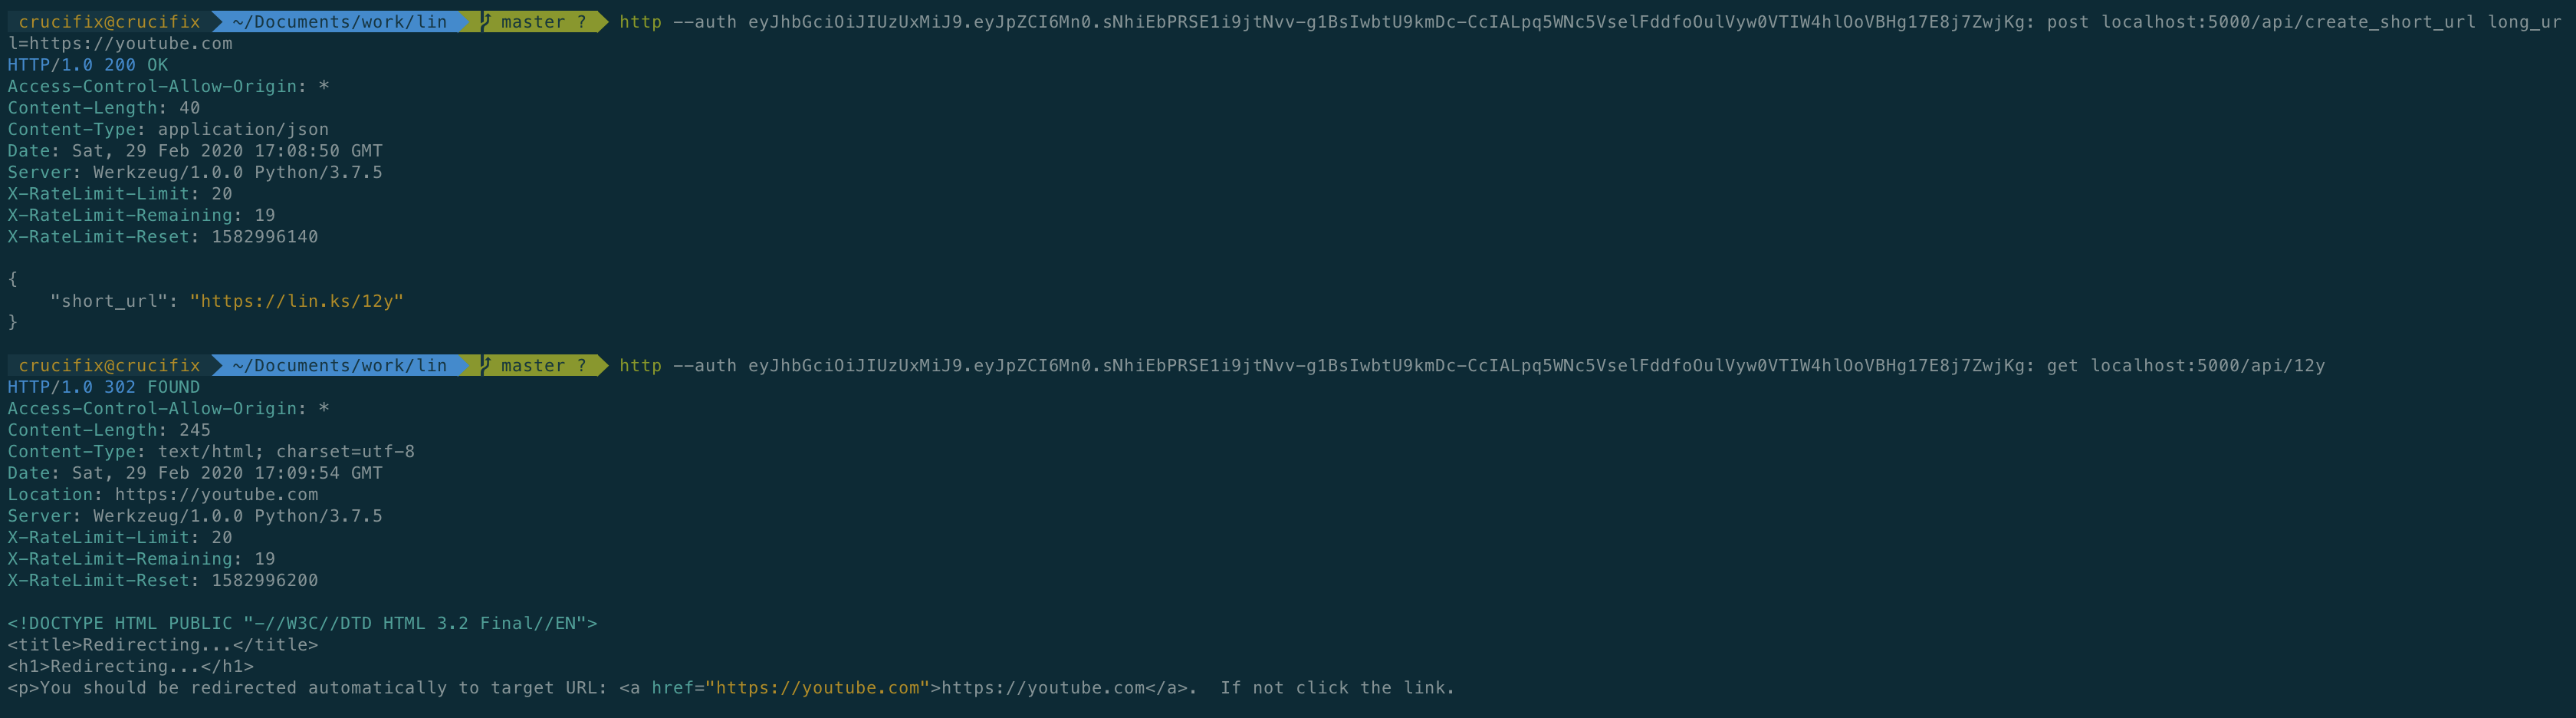 crucifix@crucifix ~/Documents/work/lin master ? http --auth eyJhbGciOiJIUzUxMiJ9.eyJpZCI6Mn0.sNhiEbPRSE1i9jtNvv-g1BsIwbtU9kmDc-CcIALpq5WNc5VselFddfoOulVyw0VTIW4hlOoVBHg17E8j7ZwjKg: post localhost:5000/api/create_short_url long_ur
l=https://youtube.com
HTTP/1.0 200 OK
Access-Control-Allow-Origin: *
Content-Length: 40
Content-Type: application/json
Date: Sat, 29 Feb 2020 17:08:50 GMT
Server: Werkzeug/1.0.0 Python/3.7.5
X-RateLimit-Limit: 20
X-RateLimit-Remaining: 19
X-RateLimit-Reset: 1582996140
{
    "short_url": "https://lin.ks/12y"
}
crucifix@crucifix ~/Documents/work/lin master ? http --auth eyJhbGciOiJIUzUxMiJ9.eyJpZCI6Mn0.sNhiEbPRSE1i9jtNvv-g1BsIwbtU9kmDc-CcIALpq5WNc5VselFddfoOulVyw0VTIW4hlOoVBHg17E8j7ZwjKg: get localhost:5000/api/12y
HTTP/1.0 302 FOUND
Access-Control-Allow-Origin: *
Content-Length: 245
Content-Type: text/html; charset=utf-8
Date: Sat, 29 Feb 2020 17:09:54 GMT
Location: https://youtube.com
Server: Werkzeug/1.0.0 Python/3.7.5
X-RateLimit-Limit: 20
X-RateLimit-Remaining: 19
X-RateLimit-Reset: 1582996200
<!DOCTYPE HTML PUBLIC "-//W3C//DTD HTML 3.2 Final//EN">
<title>Redirecting...</title>
<h1>Redirecting...</h1>
<p>You should be redirected automatically to target URL: <a href="https://youtube.com">https://youtube.com</a>.  If not click the link.